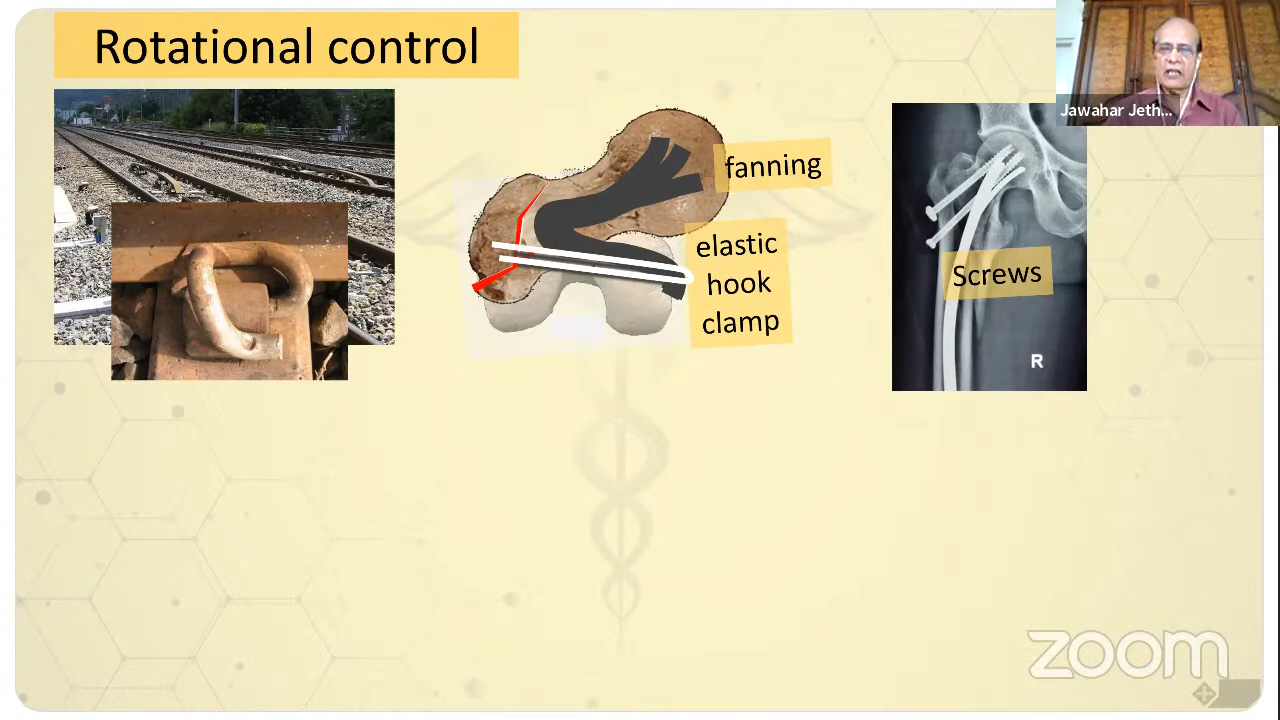 Rotational control
Jawahar Jeth...
fanning
elastic
hook
clamp
Screws
R
zoom